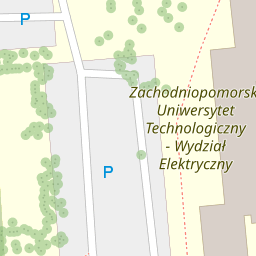 P
Zachodniopomorsk
Uniwersytet
Technologiczny
- Wydział
Elektryczny
P